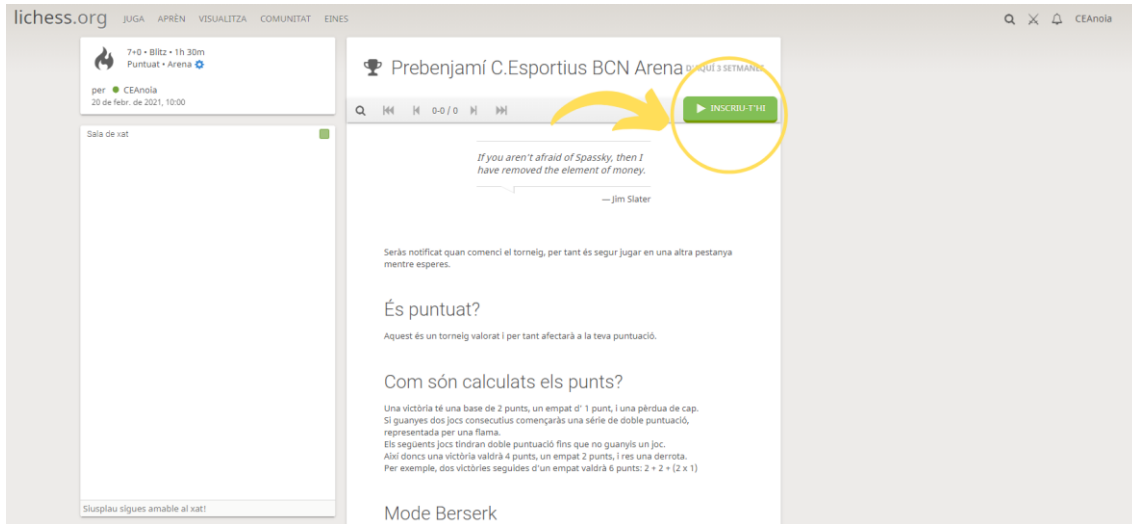 lichess.org JUGA APRÈN VISUALITZA COMUNITAT EINES CEAnoia
7+0 • Blitz • 1h 30m
Puntuat • Arena
per CEAnoia
20 de febr. de 2021, 10:00
Sala de xat
Siusplau sigues amable al xat!
Prebenjamí C.Esportius BCN Arena D'AQUÍ 3 SETMANES
0-0 / 0
INSCRIU-T'HI
If you aren't afraid of Spassky, then I
have removed the element of money.
— Jim Slater
Seràs notificat quan comenci el torneig, per tant és segur jugar en una altra pestanya
mentre esperes.
És puntuat?
Aquest és un torneig valorat i per tant afectarà a la teva puntuació.
Com són calculats els punts?
Una victòria té una base de 2 punts, un empat d' 1 punt, i una pèrdua de cap.
Si guanyes dos jocs consecutius començaràs una série de doble puntuació,
representada per una flama.
Els següents jocs tindran doble puntuació fins que no guanyis un joc.
Així doncs una victòria valdrà 4 punts, un empat 2 punts, i res una derrota.
Per exemple, dos victòries seguides d'un empat valdrà 6 punts: 2 + 2 + (2 x 1)
Mode Berserk